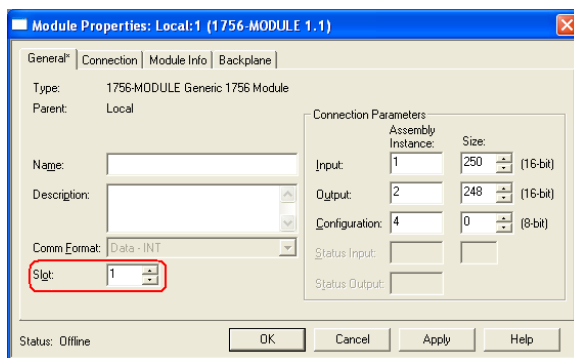 Module Properties: Local:1 (1756-MODULE 1.1)
General* Connection Module Info Backplane
Type: 1756-MODULE Generic 1756 Module
Parent: Local
Connection Parameters
Assembly Instance: Size:
Name: Input: 1 250 (16-bit)
Description: Output: 2 248 (16-bit)
Configuration: 4 0 (8-bit)
Comm Format: Data - INT Status Input:
Slot: 1 Status Output:
Status: Offline OK Cancel Apply Help